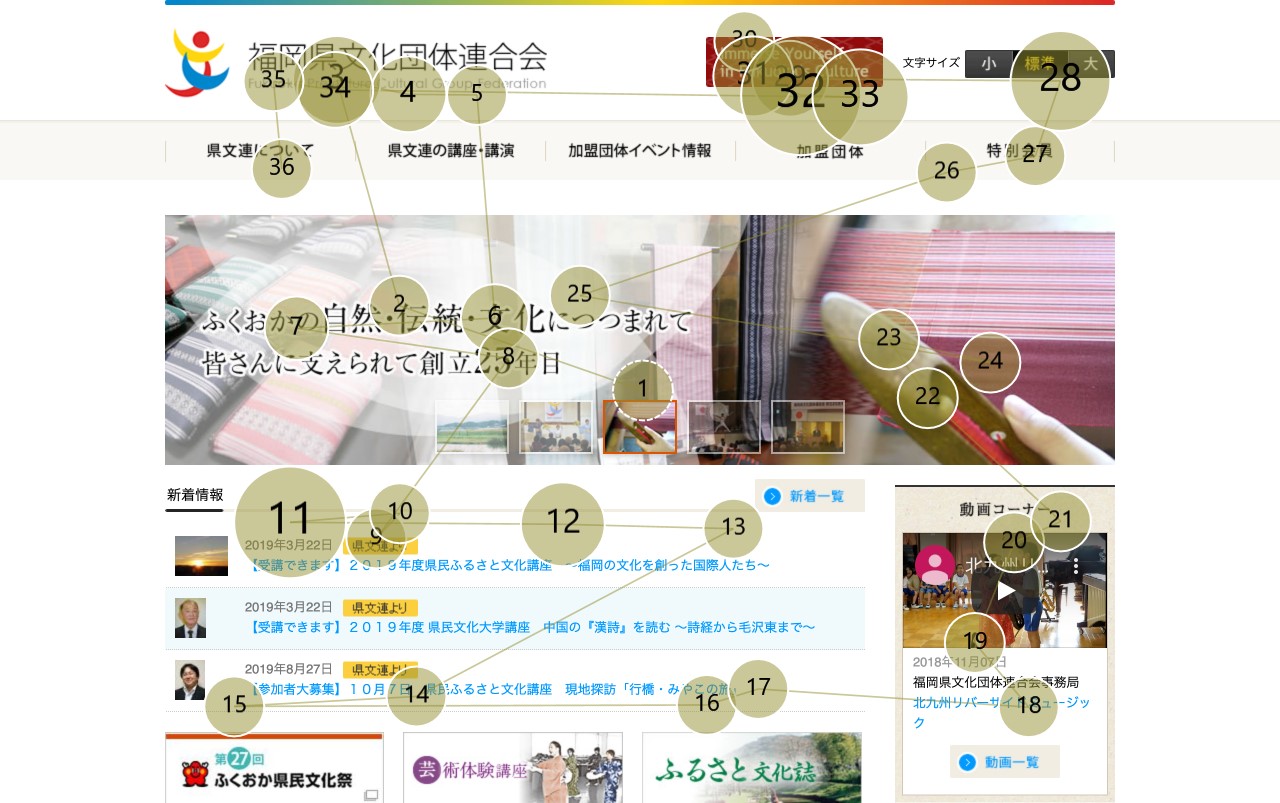 福岡県文化団体連合会
Cultural Group Federation
文字サイズ 小 標準 大
県文連について 県文連の講座・講演 加盟団体イベント情報 加盟団体 特別会員
ふくおかの自然・伝統・文化につつまれて
皆さんに支えられて創立25年目
新着情報
新着一覧
2019年3月22日 県文連より
【受講できます】２０１９年度県民ふるさと文化講座 ～福岡の文化を創った国際人たち～
2019年3月22日 県文連より
【受講できます】２０１９年度 県民文化大学講座 中国の『漢詩』を読む ～詩経から毛沢東まで～
2019年8月27日 県文連より
【参加者大募集】１０月７日 県民ふるさと文化講座 現地探訪「行橋・みやこの旅」
第27回
ふくおか県民文化祭
芸術体験講座
ふるさと文化誌
動画コーナー
2018年11月07日
福岡県文化団体連合会事務局
北九州リバーサイドミュージック
動画一覧
1
2
3
4
5
6
7
8
9
10
11
12
13
14
15
16
17
18
19
20
21
22
23
24
25
26
27
28
29
30
31
32
33
34
35
36